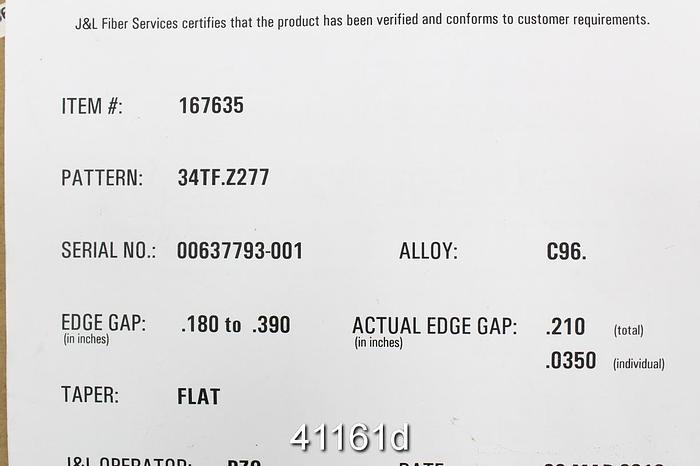 J&L Fiber Services certifies that the product has been verified and conforms to customer requirements.
ITEM #: 167635
PATTERN: 34TF.Z277
SERIAL NO.: 00637793-001 ALLOY: C96.
EDGE GAP: .180 to .390 ACTUAL EDGE GAP: .210 (total)
(in inches) (in inches)
.0350 (individual)
TAPER: FLAT
41161d
J&L OPERATOR: DATE